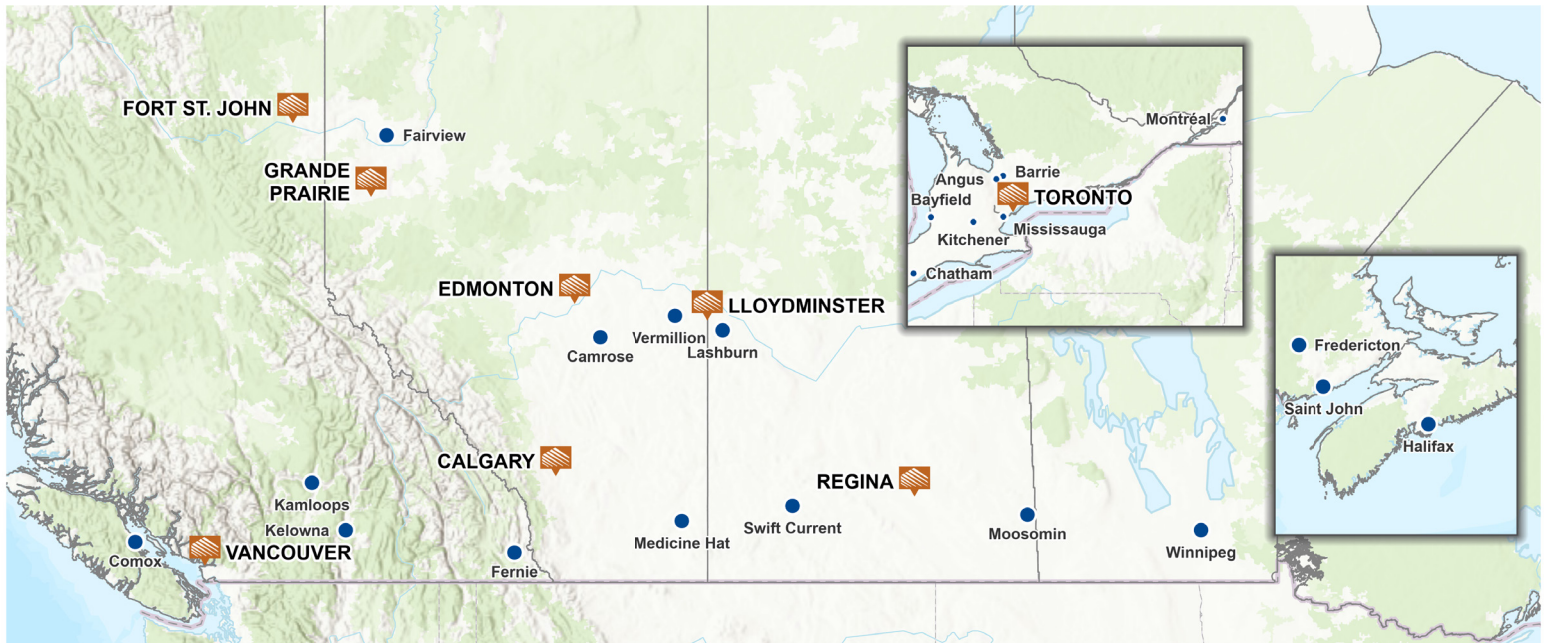 FORT ST. JOHN
Fairview
GRANDE
PRAIRIE
EDMONTON
LLOYDMINSTER
Vermillion
Lashburn
Camrose
CALGARY
REGINA
Kamloops
Kelowna
Comox
VANCOUVER
Fernie
Medicine Hat
Swift Current
Moosomin
Winnipeg
Montréal
Barrie
Angus
TORONTO
Bayfield
Mississauga
Kitchener
Chatham
Fredericton
Saint John
Halifax